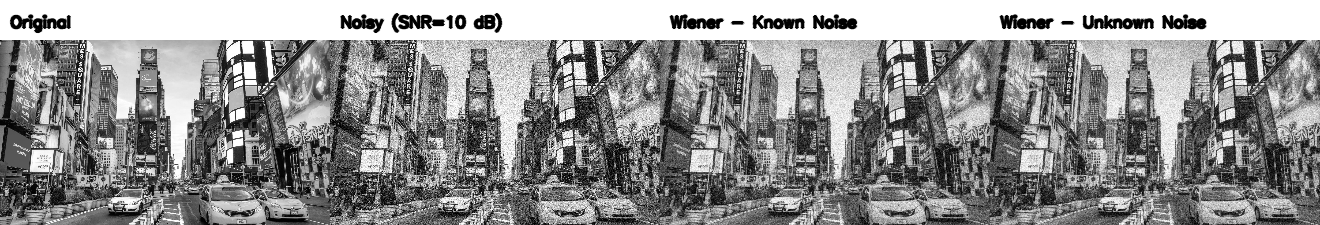 Original
Noisy (SNR=10 dB)
Wiener – Known Noise
Wiener – Unknown Noise